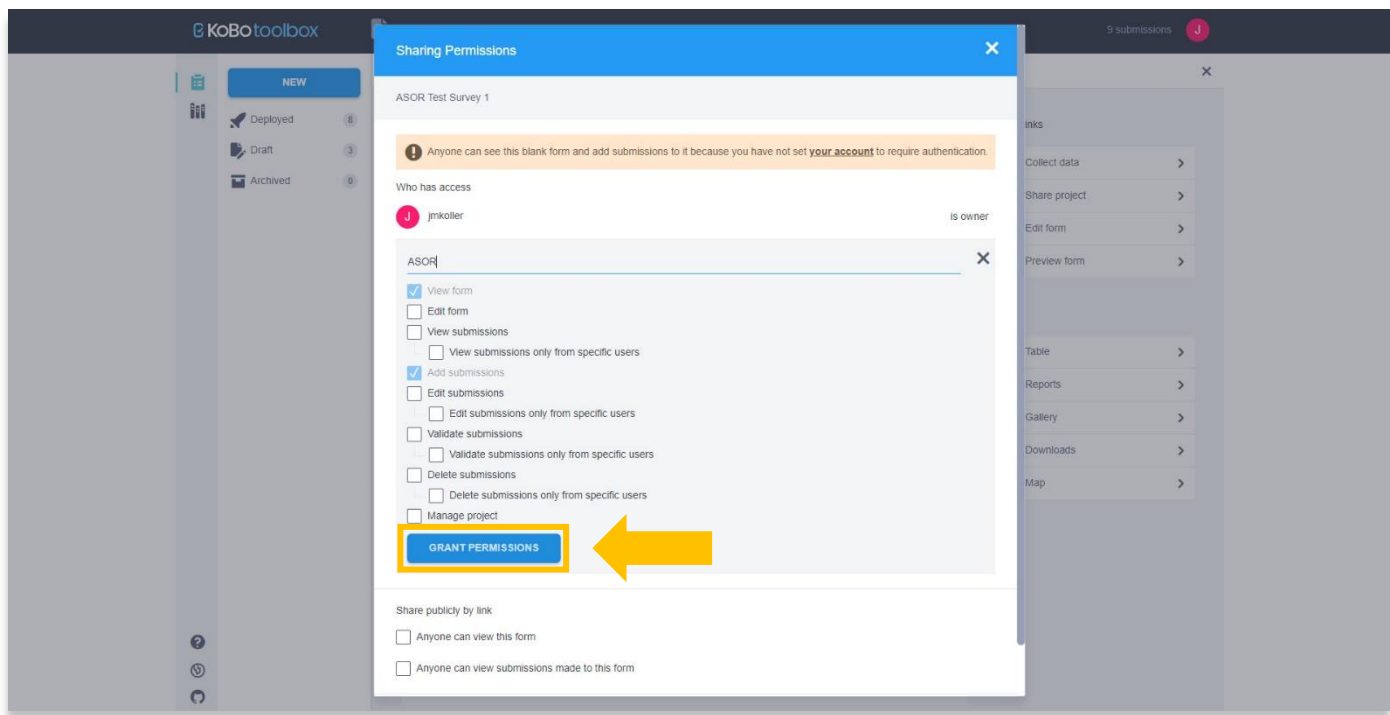 KoBotoolbox
9 submissions
J
Sharing Permissions
ASOR Test Survey 1
NEW
Deployed 8
Draft 3
Archived 0
Anyone can see this blank form and add submissions to it because you have not set your account to require authentication.
Who has access
J jmkoller is owner
ASOR
View form
Edit form
View submissions
View submissions only from specific users
Add submissions
Edit submissions
Edit submissions only from specific users
Validate submissions
Validate submissions only from specific users
Delete submissions
Delete submissions only from specific users
Manage project
GRANT PERMISSIONS
Share publicly by link
Anyone can view this form
Anyone can view submissions made to this form
inks
Collect data
Share project
Edit form
Preview form
Table
Reports
Gallery
Downloads
Map